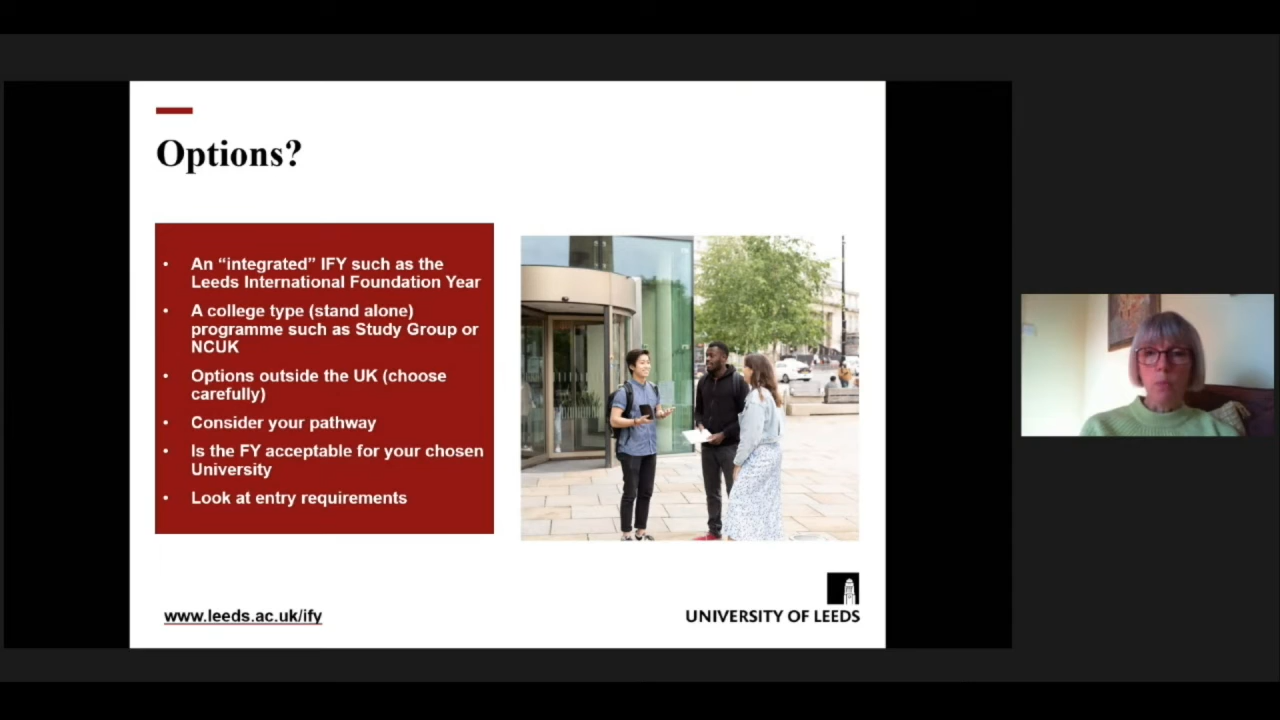 Options?
• An “integrated” IFY such as the
Leeds International Foundation Year
• A college type (stand alone)
programme such as Study Group or
NCUK
• Options outside the UK (choose
carefully)
• Consider your pathway
• Is the FY acceptable for your chosen
University
• Look at entry requirements
www.leeds.ac.uk/ify
UNIVERSITY OF LEEDS